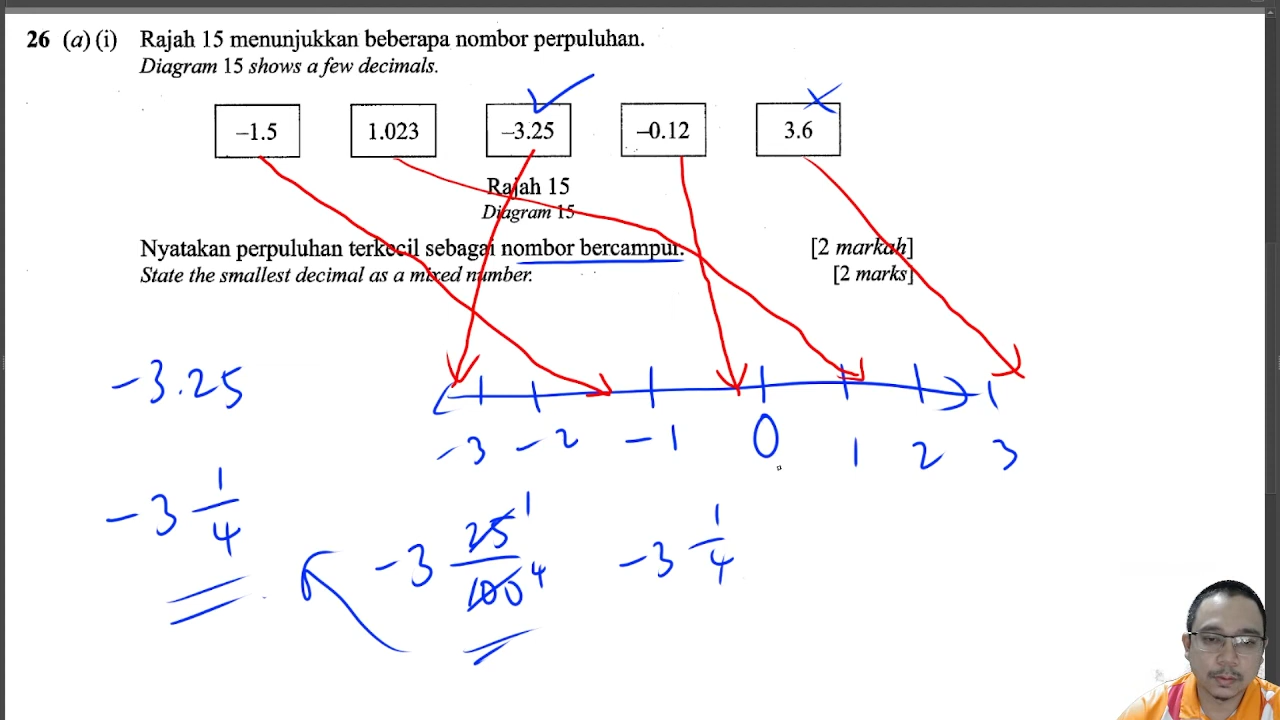 26 (a) (i) Rajah 15 menunjukkan beberapa nombor perpuluhan.
Diagram 15 shows a few decimals.
–1.5 1.023 –3.25 –0.12 3.6
Rajah 15
Diagram 15
Nyatakan perpuluhan terkecil sebagai nombor bercampur. [2 markah]
State the smallest decimal as a mixed number. [2 marks]
-3.25
-3 -2 -1 0 1 2 3
-3 1/4
-3 25/100 1 4
-3 1/4